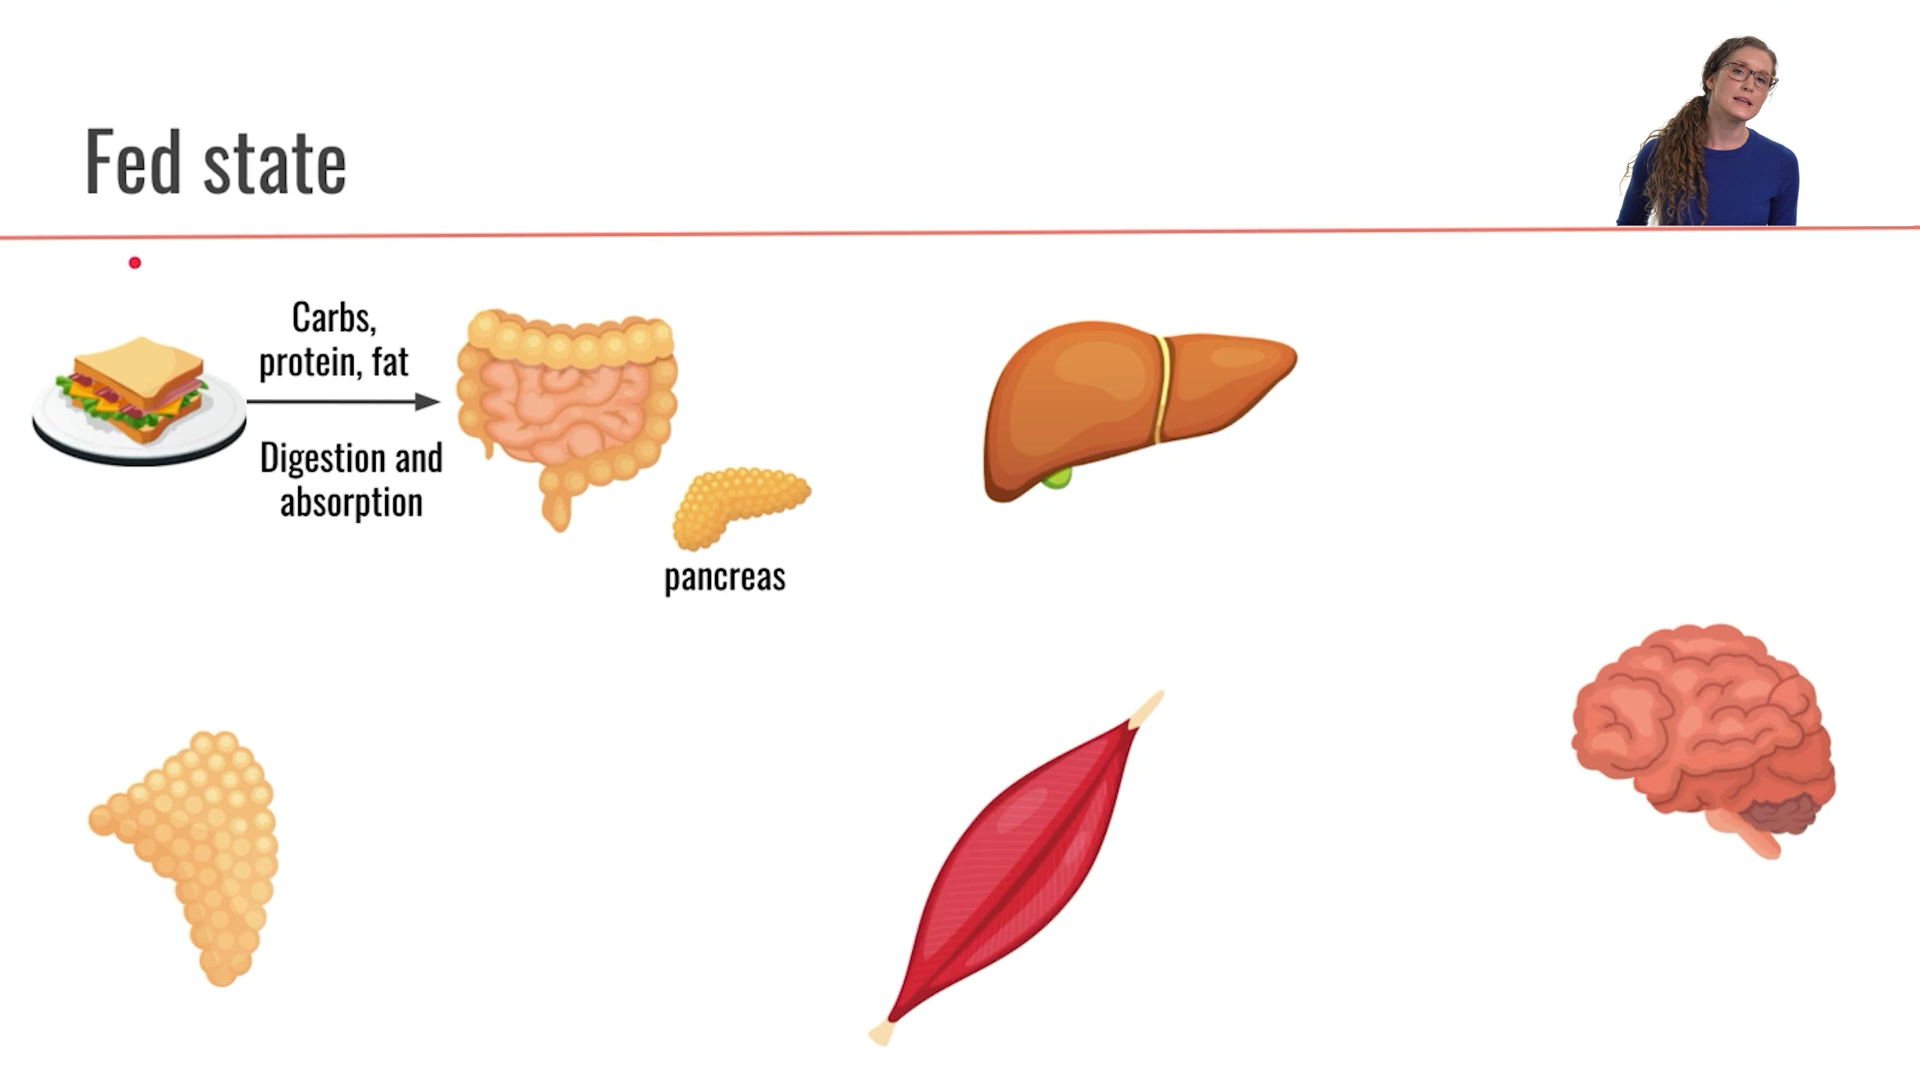 Fed state
Carbs,
protein, fat
Digestion and
absorption
pancreas